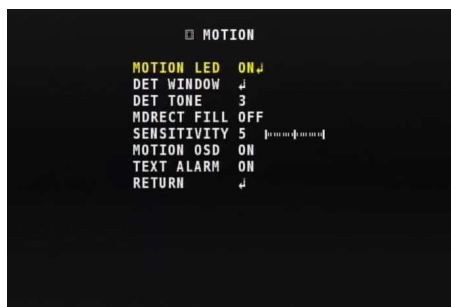 MOTION
MOTION LED ON↲
DET WINDOW ↲
DET TONE 3
MDRECT FILL OFF
SENSITIVITY 5
MOTION OSD ON
TEXT ALARM ON
RETURN ↲